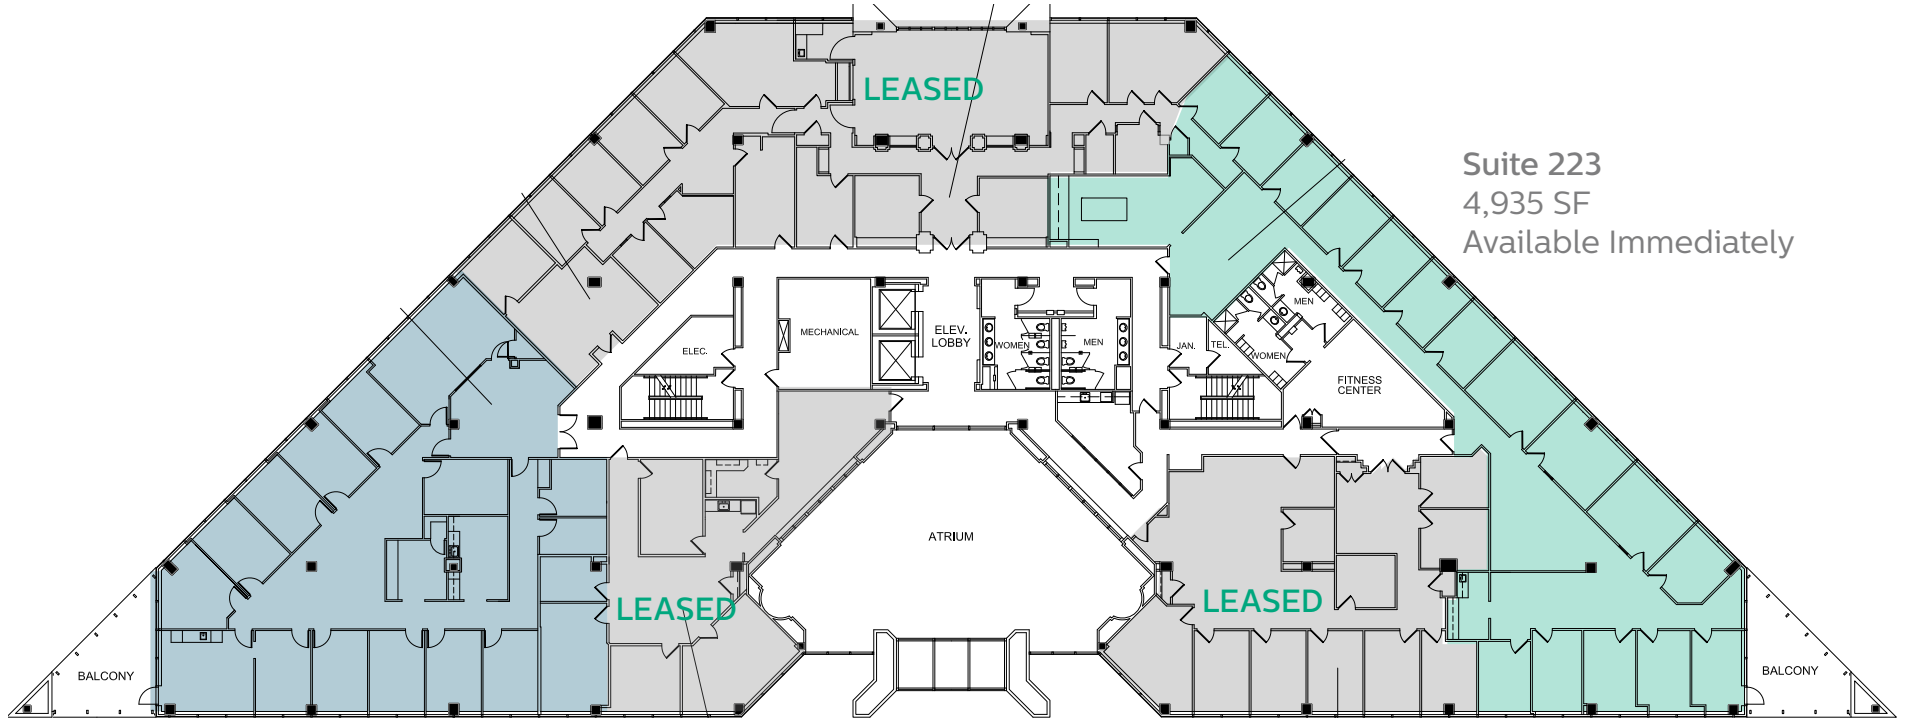 LEASED
Suite 223
4,935 SF
Available Immediately
MEN
MECHANICAL
ELEV.
LOBBY
ELEC.
WOMEN
MEN
JAN.
TEL.
WOMEN
FITNESS
CENTER
ATRIUM
LEASED
LEASED
BALCONY
BALCONY